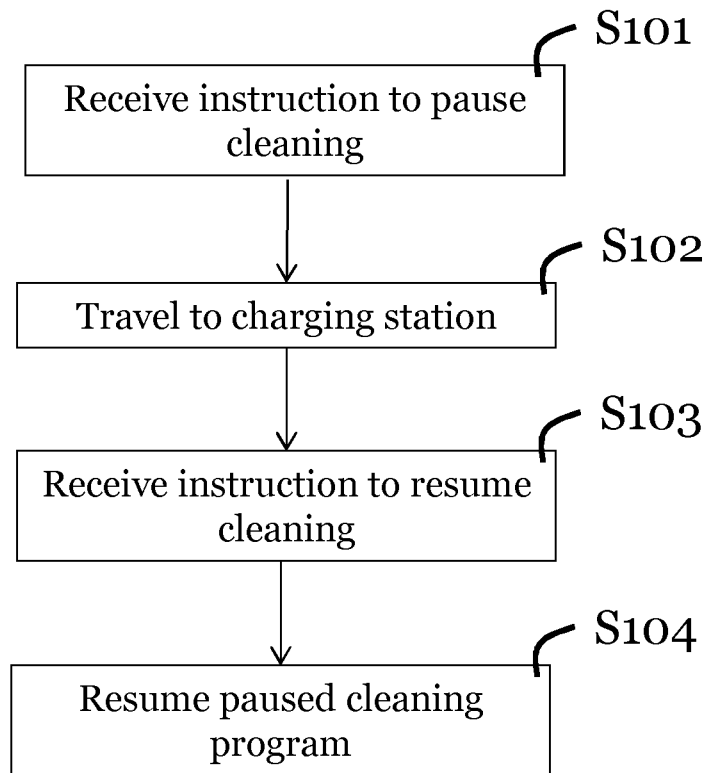 S101
Receive instruction to pause
cleaning
S102
Travel to charging station
S103
Receive instruction to resume
cleaning
S104
Resume paused cleaning
program